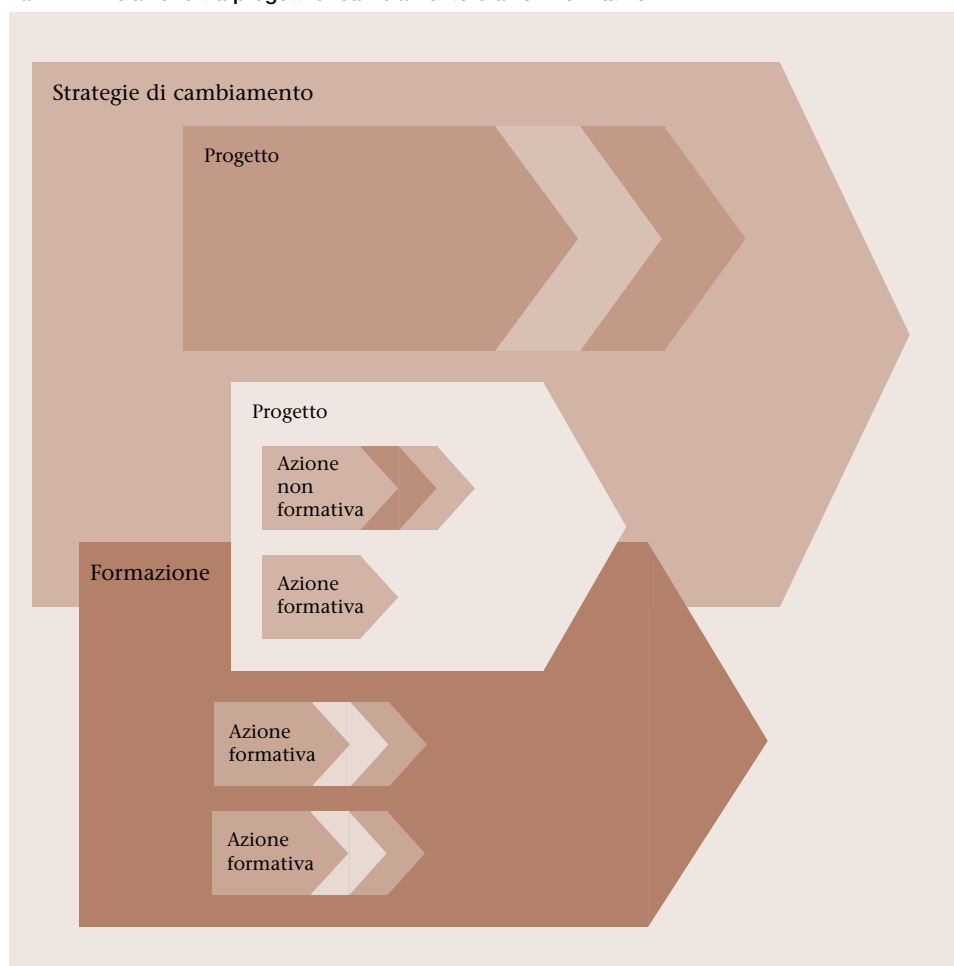 Strategie di cambiamento
Progetto
Progetto
Azione
non
formativa
Formazione
Azione
formativa
Azione
formativa
Azione
formativa